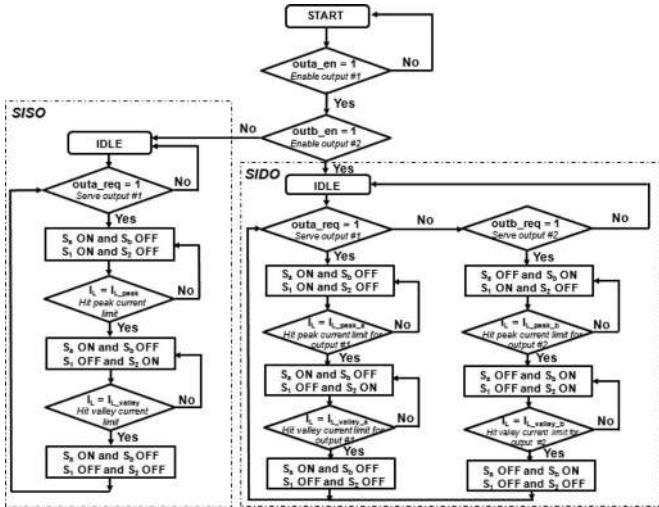 START
outa_en = 1
Enable output #1
No
Yes
SISO
outb_en = 1
Enable output #2
No
Yes
IDLE
outa_req = 1
Serve output #1
No
Yes
Sa ON and Sb OFF
S1 ON and S2 OFF
IL = IL_peak
Hit peak current
limit
No
Yes
Sa ON and Sb OFF
S1 OFF and S2 ON
IL = IL_valley
Hit valley current
limit
No
Yes
Sa ON and Sb OFF
S1 OFF and S2 OFF
SIDO
IDLE
outa_req = 1
Serve output #1
No
Yes
Sa ON and Sb OFF
S1 ON and S2 OFF
IL = IL_peak_a
Hit peak current limit for
output #1
No
Yes
Sa ON and Sb OFF
S1 OFF and S2 ON
IL = IL_valley_a
Hit valley current limit for
output #1
No
Yes
Sa ON and Sb OFF
S1 OFF and S2 OFF
outb_req = 1
Serve output #2
No
Yes
Sa OFF and Sb ON
S1 ON and S2 OFF
IL = IL_peak_b
Hit peak current limit for
output #2
No
Yes
Sa OFF and Sb ON
S1 OFF and S2 ON
IL = IL_valley_b
Hit valley current limit for
output #2
No
Yes
Sa OFF and Sb ON
S1 OFF and S2 OFF